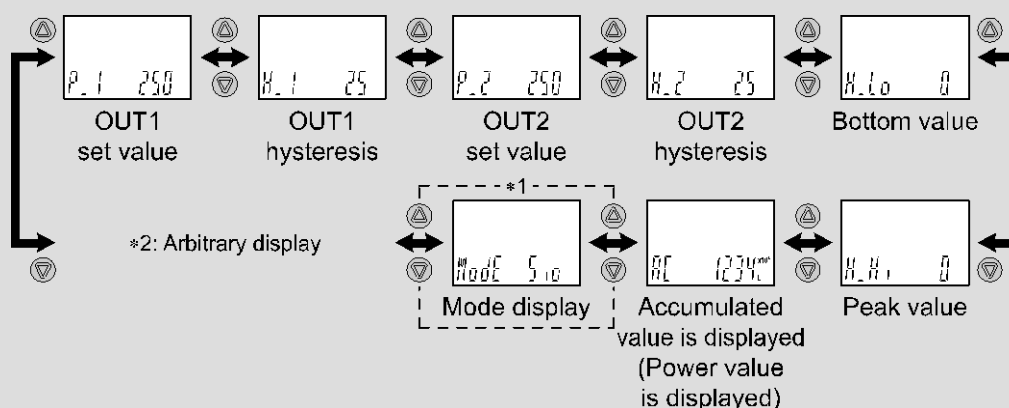 P_1 250
H_1 25
P_2 250
H_2 25
H_Lo 0
OUT1
set value
OUT1
hysteresis
OUT2
set value
OUT2
hysteresis
Bottom value
*1
*2: Arbitrary display
ModE Sio
AC 1234
H_Hi 0
Mode display
Accumulated
value is displayed
(Power value
is displayed)
Peak value